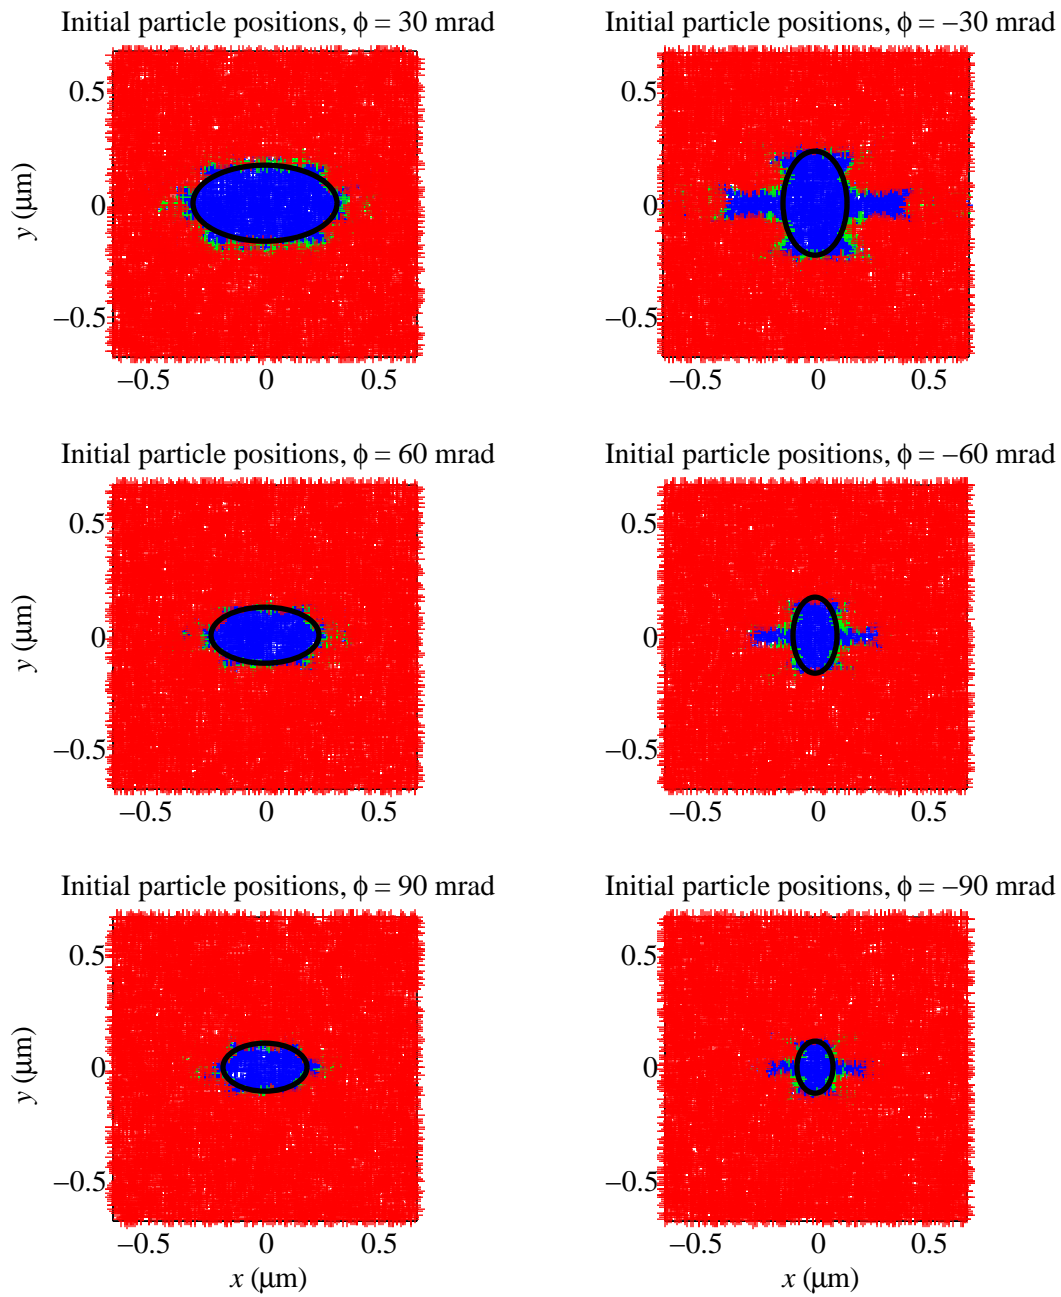 Initial particle positions, ϕ = 30 mrad
Initial particle positions, ϕ = −30 mrad
0.5
0
−0.5
y (μm)
−0.5 0 0.5
0.5
0
−0.5
−0.5 0 0.5
Initial particle positions, ϕ = 60 mrad
Initial particle positions, ϕ = −60 mrad
0.5
0
−0.5
y (μm)
−0.5 0 0.5
0.5
0
−0.5
−0.5 0 0.5
Initial particle positions, ϕ = 90 mrad
Initial particle positions, ϕ = −90 mrad
0.5
0
−0.5
y (μm)
−0.5 0 0.5
x (μm)
0.5
0
−0.5
−0.5 0 0.5
x (μm)